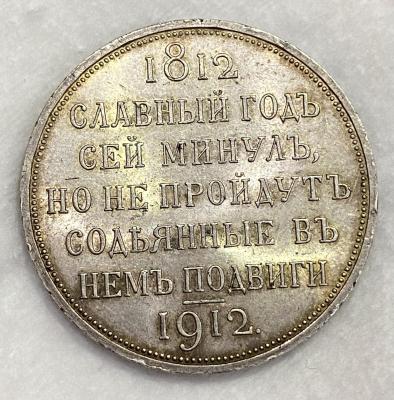 1812
СЛАВНЫЙ ГОДЪ
СЕЙ МИНУЛЪ,
НО НЕ ПРОЙДУТЪ
СОДѢЯННЫЕ ВЪ
НЕМЪ ПОДВИГИ
1912.